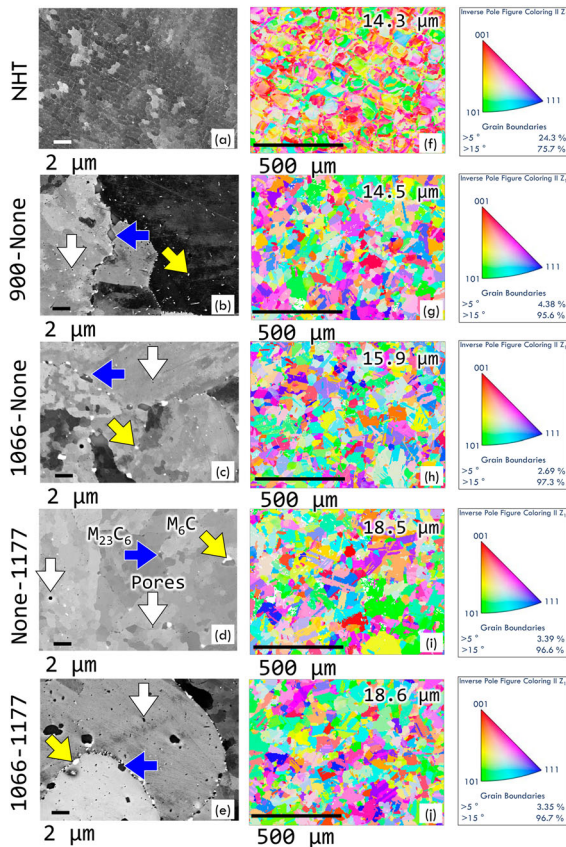 NHT
(a)
2 µm
14.3 µm
(f)
500 µm
Inverse Pole Figure Coloring II Z
001
101
111
Grain Boundaries
>5 ° 24.3 %
>15 ° 75.7 %
900-None
(b)
2 µm
14.5 µm
(g)
500 µm
Inverse Pole Figure Coloring II Z
001
101
111
Grain Boundaries
>5 ° 4.38 %
>15 ° 95.6 %
1066-None
(c)
2 µm
15.9 µm
(h)
500 µm
Inverse Pole Figure Coloring II Z
001
101
111
Grain Boundaries
>5 ° 2.69 %
>15 ° 97.3 %
None-1177
M23C6
M6C
Pores
(d)
2 µm
18.5 µm
(i)
500 µm
Inverse Pole Figure Coloring II Z
001
101
111
Grain Boundaries
>5 ° 3.39 %
>15 ° 96.6 %
1066-1177
(e)
2 µm
18.6 µm
(j)
500 µm
Inverse Pole Figure Coloring II Z
001
101
111
Grain Boundaries
>5 ° 3.35 %
>15 ° 96.7 %